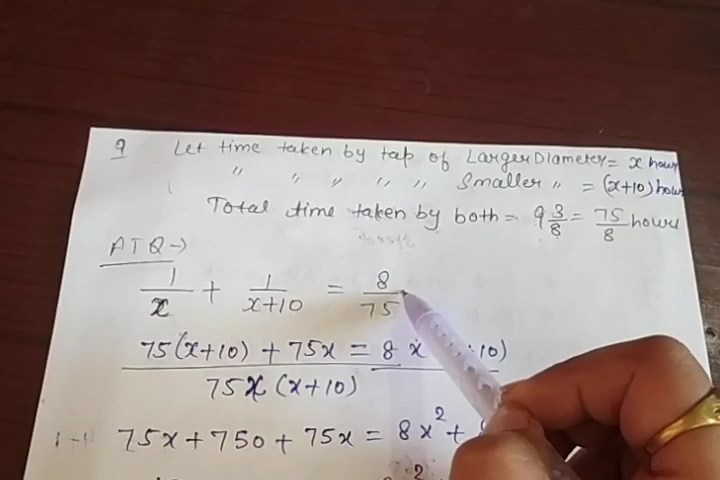 9 Let time taken by tap of Larger Diameter = x hour
" " " " " Smaller " = (x+10) hour
Total time taken by both = 9 3/8 = 75/8 hours
ATQ→
1/x + 1/x+10 = 8/75
75(x+10) + 75x = 8x 10)
75x (x+10)
75x + 750 + 75x = 8x² +
2